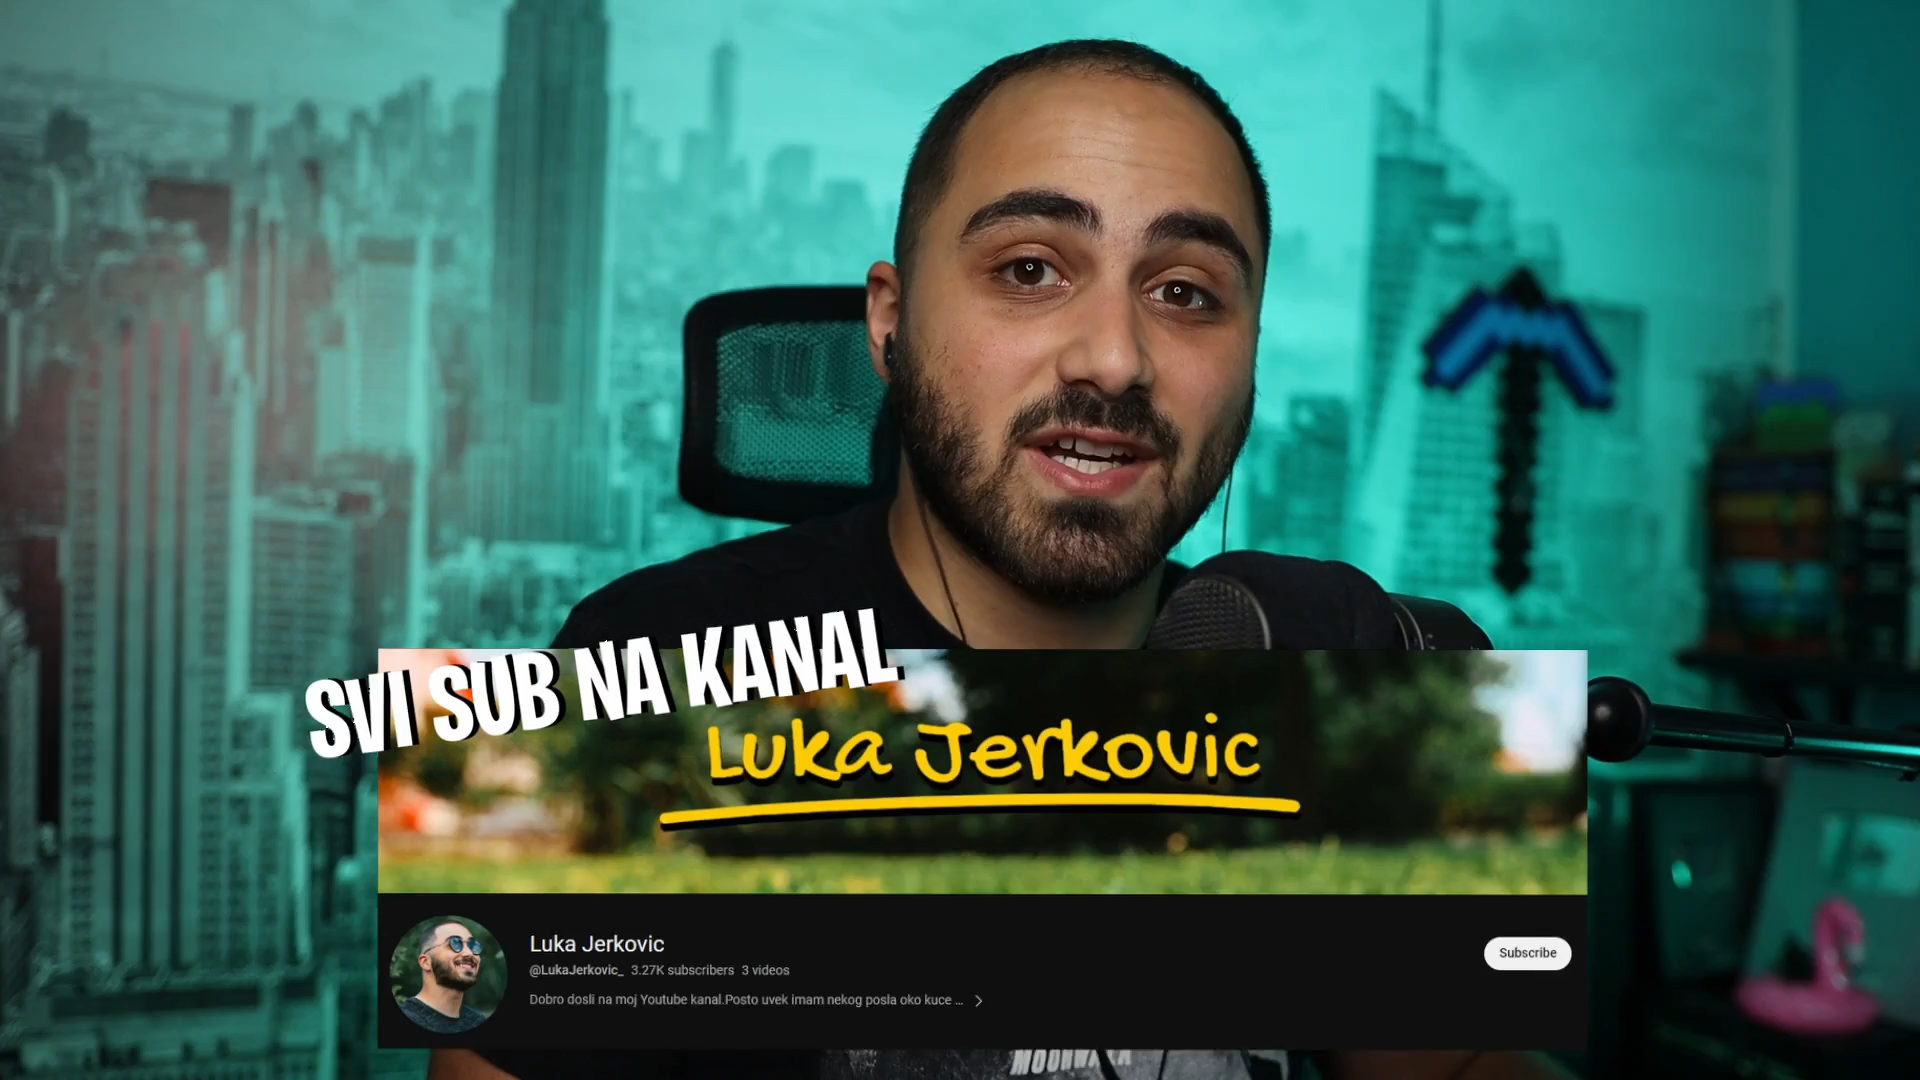 SVI SUB NA KANAL
Luka Jerkovic
Luka Jerkovic
@LukaJerkovic_ 3.27K subscribers 3 videos
Subscribe
Dobro dosli na moj Youtube kanal.Posto uvek imam nekog posla oko kuce ...